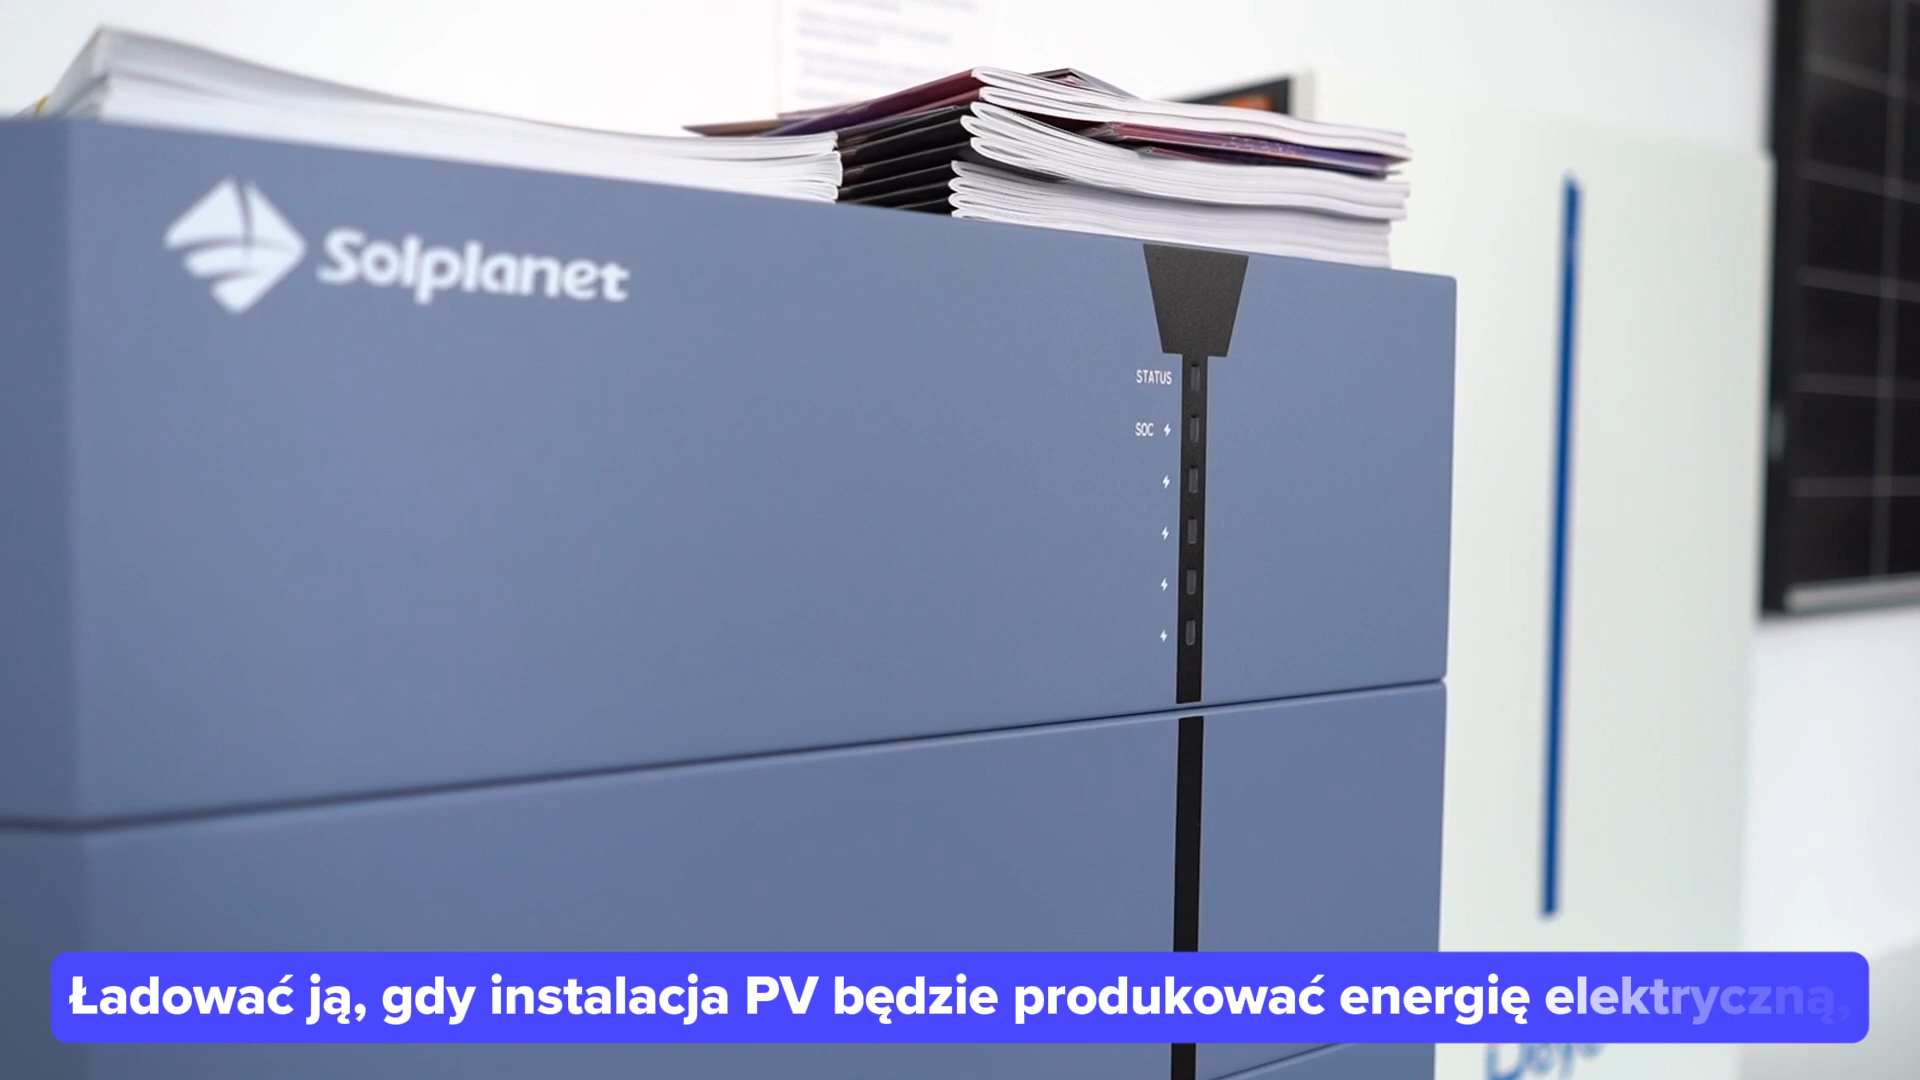 Solplanet
STATUS
SOC
Ładować ją, gdy instalacja PV będzie produkować energię elektryczną,